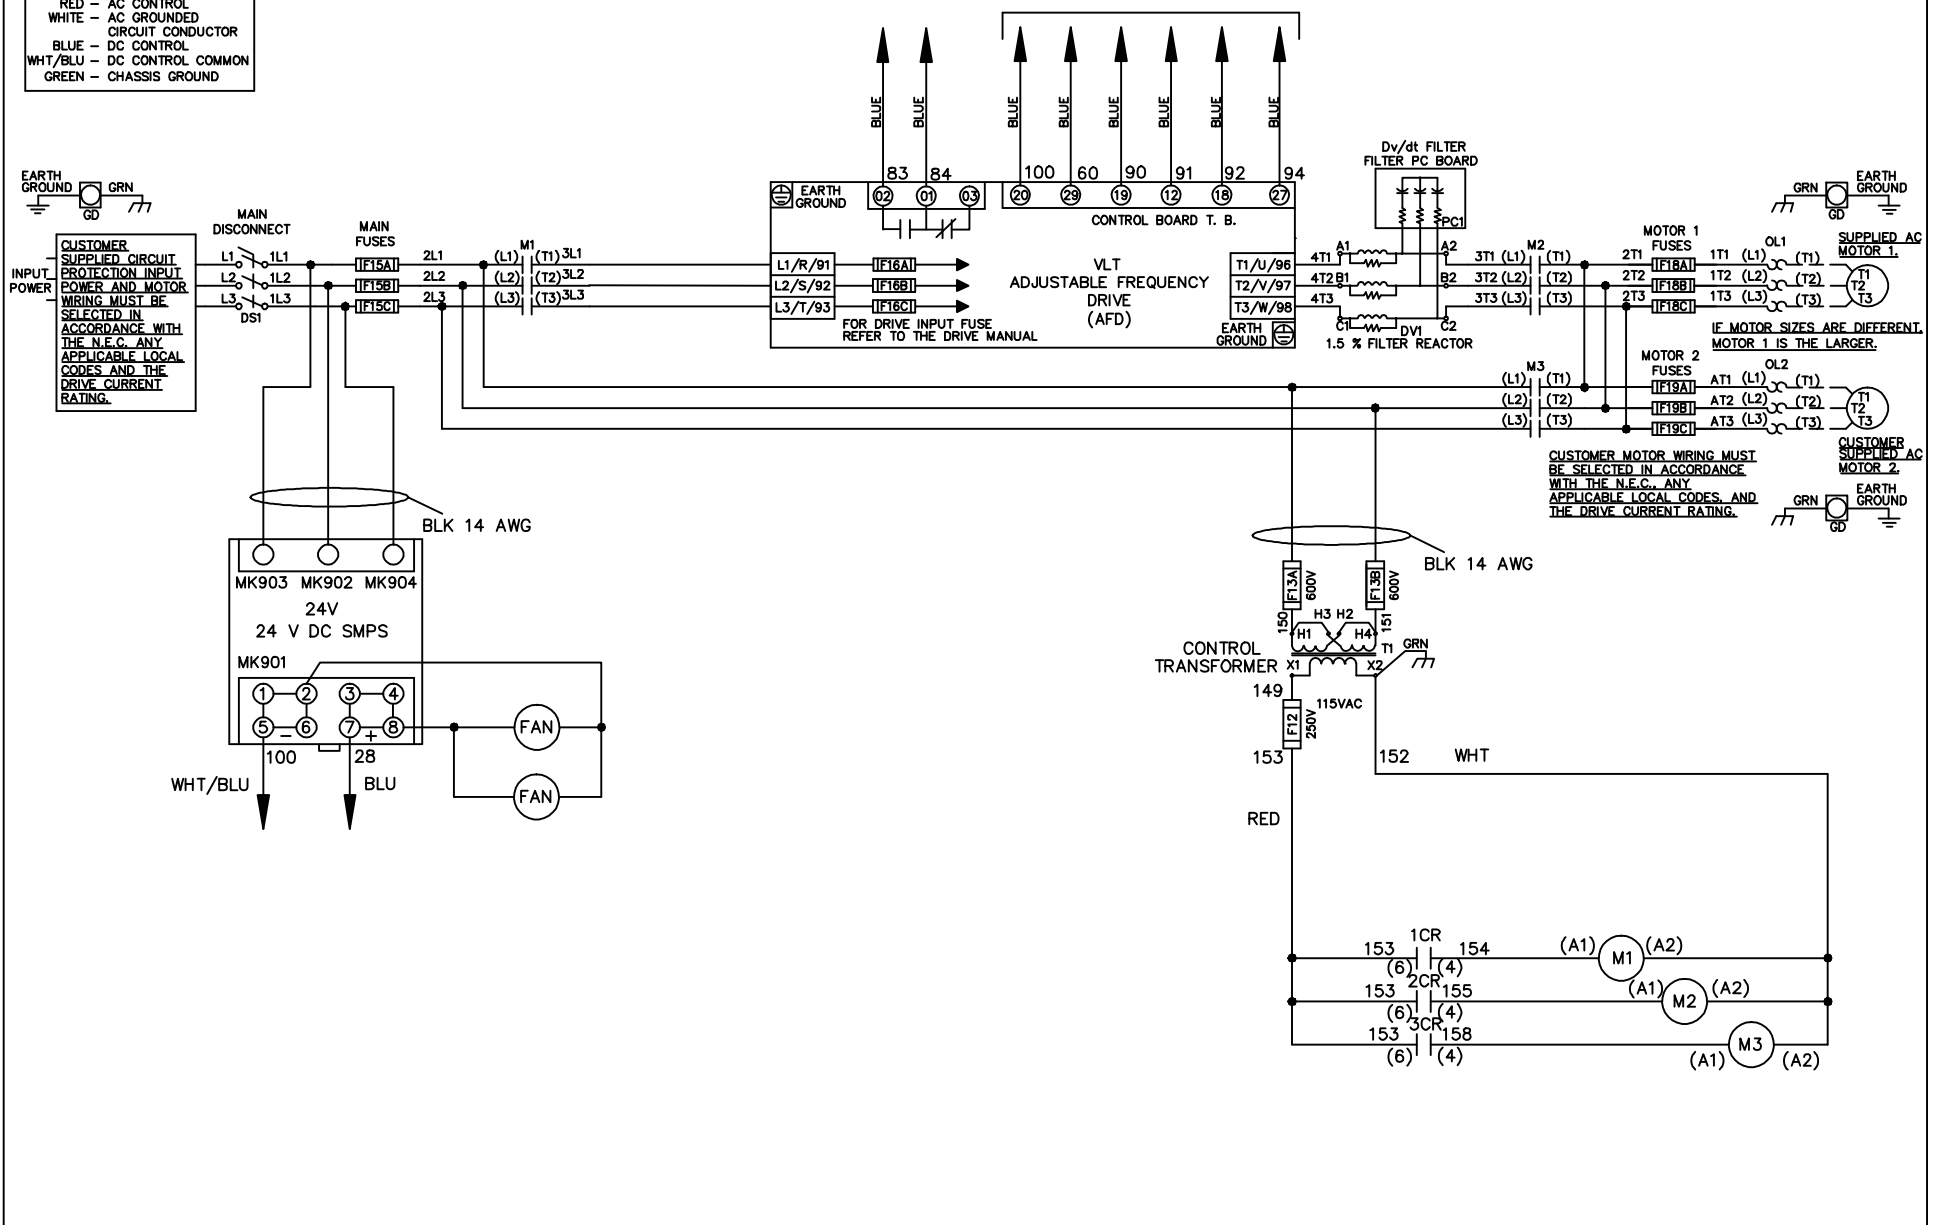 RED – AC CONTROL
WHITE – AC GROUNDED
CIRCUIT CONDUCTOR
BLUE – DC CONTROL
WHT/BLU – DC CONTROL COMMON
GREEN – CHASSIS GROUND
BLUE
BLUE
BLUE
BLUE
BLUE
BLUE
BLUE
BLUE
83
84
100
60
90
91
92
94
EARTH
GROUND
02
01
03
20
29
19
12
18
27
CONTROL BOARD T. B.
EARTH
GROUND
GRN
GD
MAIN
DISCONNECT
MAIN
FUSES
CUSTOMER
SUPPLIED CIRCUIT
PROTECTION INPUT
POWER AND MOTOR
WIRING MUST BE
SELECTED IN
ACCORDANCE WITH
THE N.E.C. ANY
APPLICABLE LOCAL
CODES AND THE
DRIVE CURRENT
RATING.
INPUT
POWER
L1
1L1
L2
1L2
L3
1L3
DS1
F15A
F15B
F15C
2L1
2L2
2L3
M1
(L1)
(T1)
3L1
(L2)
(T2)
3L2
(L3)
(T3)
3L3
L1/R/91
L2/S/92
L3/T/93
F16A
F16B
F16C
FOR DRIVE INPUT FUSE
REFER TO THE DRIVE MANUAL
VLT
ADJUSTABLE FREQUENCY
DRIVE
(AFD)
T1/U/96
T2/V/97
T3/W/98
EARTH
GROUND
Dv/dt FILTER
FILTER PC BOARD
PC1
4T1
A1
A2
4T2
B1
B2
4T3
C1
C2
DV1
1.5 % FILTER REACTOR
M2
3T1 (L1) (T1)
3T2 (L2) (T2)
3T3 (L3) (T3)
MOTOR 1
FUSES
2T1
F18A
1T1
2T2
F18B
1T2
2T3
F18C
1T3
OL1
(L1) (T1)
(L2) (T2)
(L3) (T3)
GRN
EARTH
GROUND
GD
SUPPLIED AC
MOTOR 1.
T1
T2
T3
IF MOTOR SIZES ARE DIFFERENT,
MOTOR 1 IS THE LARGER.
M3
(L1) (T1)
(L2) (T2)
(L3) (T3)
MOTOR 2
FUSES
F19A
F19B
F19C
OL2
AT1 (L1) (T1)
AT2 (L2) (T2)
AT3 (L3) (T3)
T1
T2
T3
CUSTOMER
SUPPLIED AC
MOTOR 2.
CUSTOMER MOTOR WIRING MUST
BE SELECTED IN ACCORDANCE
WITH THE N.E.C., ANY
APPLICABLE LOCAL CODES, AND
THE DRIVE CURRENT RATING.
GRN
EARTH
GROUND
GD
BLK 14 AWG
MK903 MK902 MK904
24V
24 V DC SMPS
MK901
1
2
3
4
5
–
6
7
+
8
100
28
WHT/BLU
BLU
FAN
FAN
BLK 14 AWG
F13A
600V
F13B
600V
150
151
H3 H2
H1
H4
T1
GRN
CONTROL
TRANSFORMER
X1
X2
149
115VAC
F12
250V
153
152
WHT
RED
1CR
153
154
(6)
(4)
(A1)
M1
(A2)
2CR
153
155
(6)
(4)
(A1)
M2
(A2)
3CR
153
158
(6)
(4)
(A1)
M3
(A2)